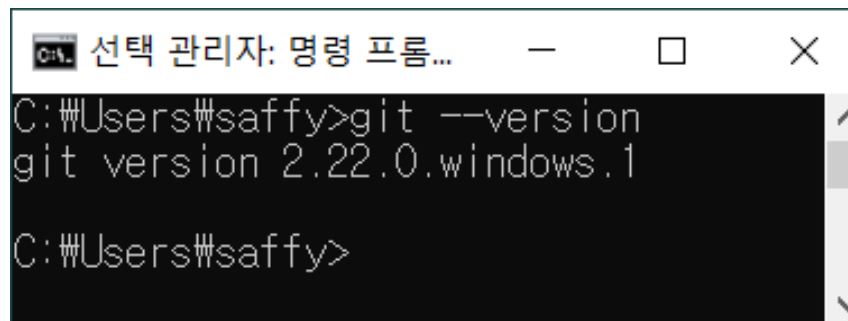 선택 관리자: 명령 프롬...
C:₩Users₩saffy>git --version
git version 2.22.0.windows.1
C:₩Users₩saffy>